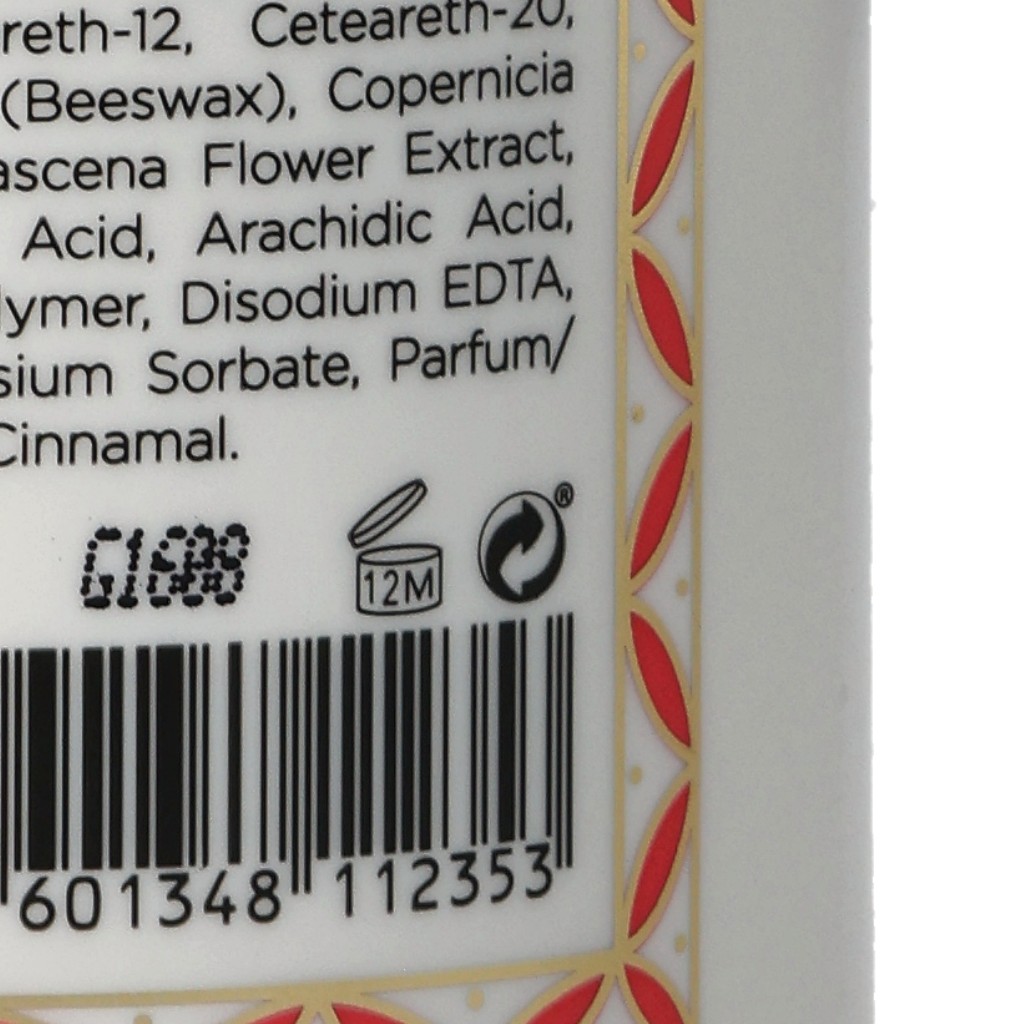 reth-12, Ceteareth-20,
(Beeswax), Copernicia
ascena Flower Extract,
Acid, Arachidic Acid,
lymer, Disodium EDTA,
sium Sorbate, Parfum/
Cinnamal.
12M ®
601348 112353